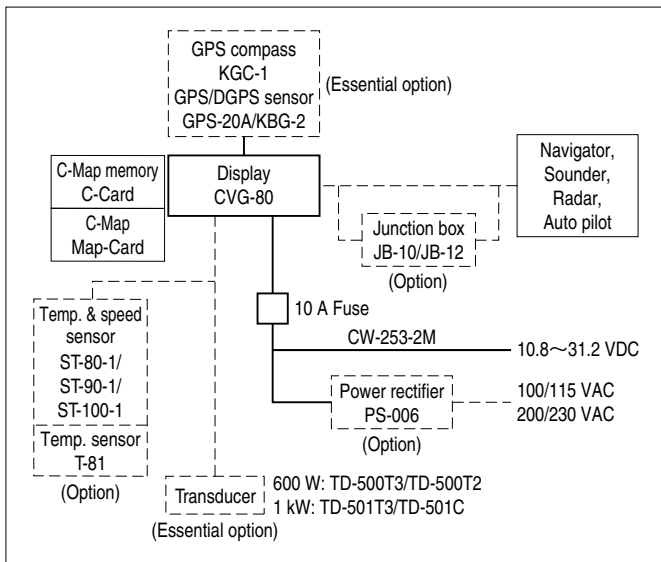 GPS compass
KGC-1
GPS/DGPS sensor
GPS-20A/KBG-2
(Essential option)
C-Map memory
C-Card
C-Map
Map-Card
Display
CVG-80
Navigator,
Sounder,
Radar,
Auto pilot
Junction box
JB-10/JB-12
(Option)
10 A Fuse
Temp. & speed
sensor
ST-80-1/
ST-90-1/
ST-100-1
Temp. sensor
T-81
(Option)
CW-253-2M
10.8～31.2 VDC
Power rectifier
PS-006
(Option)
100/115 VAC
200/230 VAC
Transducer
(Essential option)
600 W: TD-500T3/TD-500T2
1 kW: TD-501T3/TD-501C